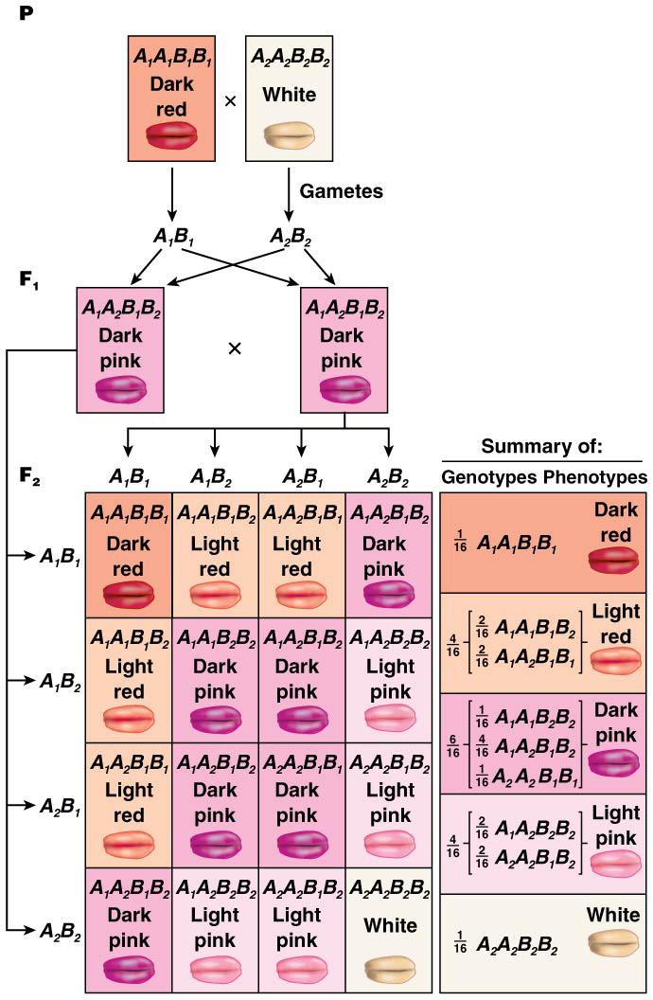 P
A₁A₁B₁B₁ A₂A₂B₂B₂
Dark
red
×
White
Gametes
A₁B₁ A₂B₂
F₁
A₁A₂B₁B₂ A₁A₂B₁B₂
Dark Dark
pink × pink
Summary of:
F₂ A₁B₁ A₁B₂ A₂B₁ A₂B₂
Genotypes Phenotypes
A₁B₁
A₁A₁B₁B₁ A₁A₁B₁B₂ A₁A₂B₁B₁ A₁A₂B₁B₂
Dark Light Light Dark
red red red pink
A₁B₂
A₁A₁B₁B₂ A₁A₁B₂B₂ A₁A₂B₁B₂ A₁A₂B₂B₂
Light Dark Dark Light
red pink pink pink
A₂B₁
A₁A₂B₁B₁ A₁A₂B₁B₂ A₂A₂B₁B₁ A₂A₂B₁B₂
Light Dark Dark Light
red pink pink pink
A₂B₂
A₁A₂B₁B₂ A₁A₂B₂B₂ A₂A₂B₁B₂ A₂A₂B₂B₂
Dark Light Light White
pink pink pink
1/16 A₁A₁B₁B₁
Dark
red
4/16
2/16 A₁A₁B₁B₂
2/16 A₁A₂B₁B₁
Light
red
6/16
1/16 A₁A₁B₂B₂
4/16 A₁A₂B₁B₂
1/16 A₂A₂B₁B₁
Dark
pink
4/16
2/16 A₁A₂B₂B₂
2/16 A₂A₂B₁B₂
Light
pink
1/16 A₂A₂B₂B₂
White